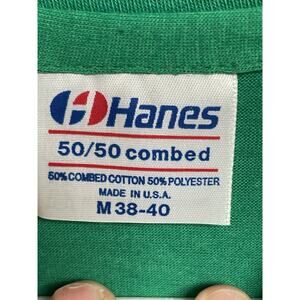 Hanes
50/50 combed
50% COMBED COTTON 50% POLYESTER
MADE IN U.S.A.
M 38-40